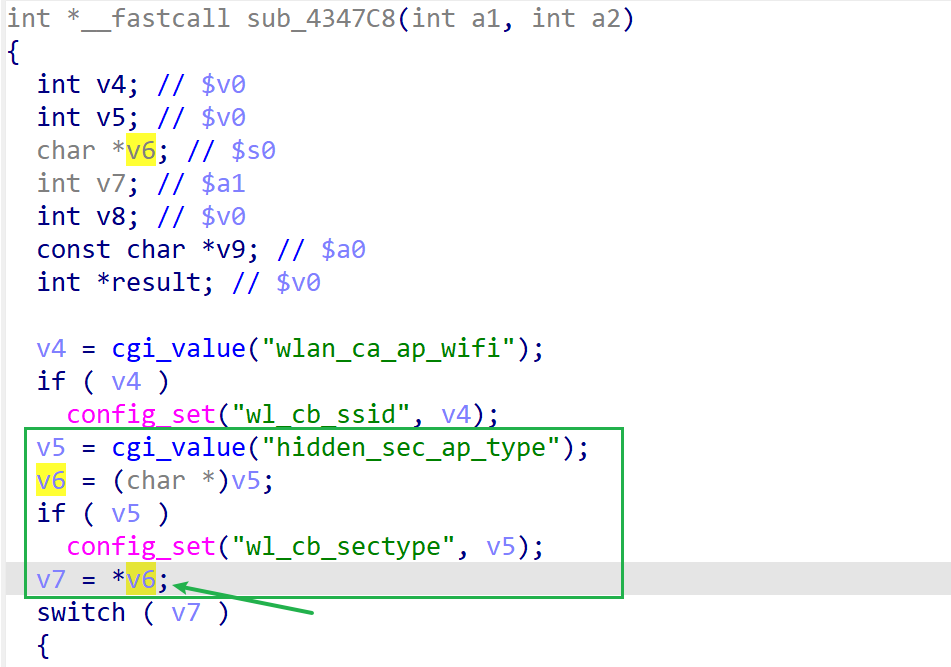 int *__fastcall sub_4347C8(int a1, int a2)
{
int v4; // $v0
int v5; // $v0
char *v6; // $s0
int v7; // $a1
int v8; // $v0
const char *v9; // $a0
int *result; // $v0
v4 = cgi_value("wlan_ca_ap_wifi");
if ( v4 )
config_set("wl_cb_ssid", v4);
v5 = cgi_value("hidden_sec_ap_type");
v6 = (char *)v5;
if ( v5 )
config_set("wl_cb_sectype", v5);
v7 = *v6;
switch ( v7 )
{